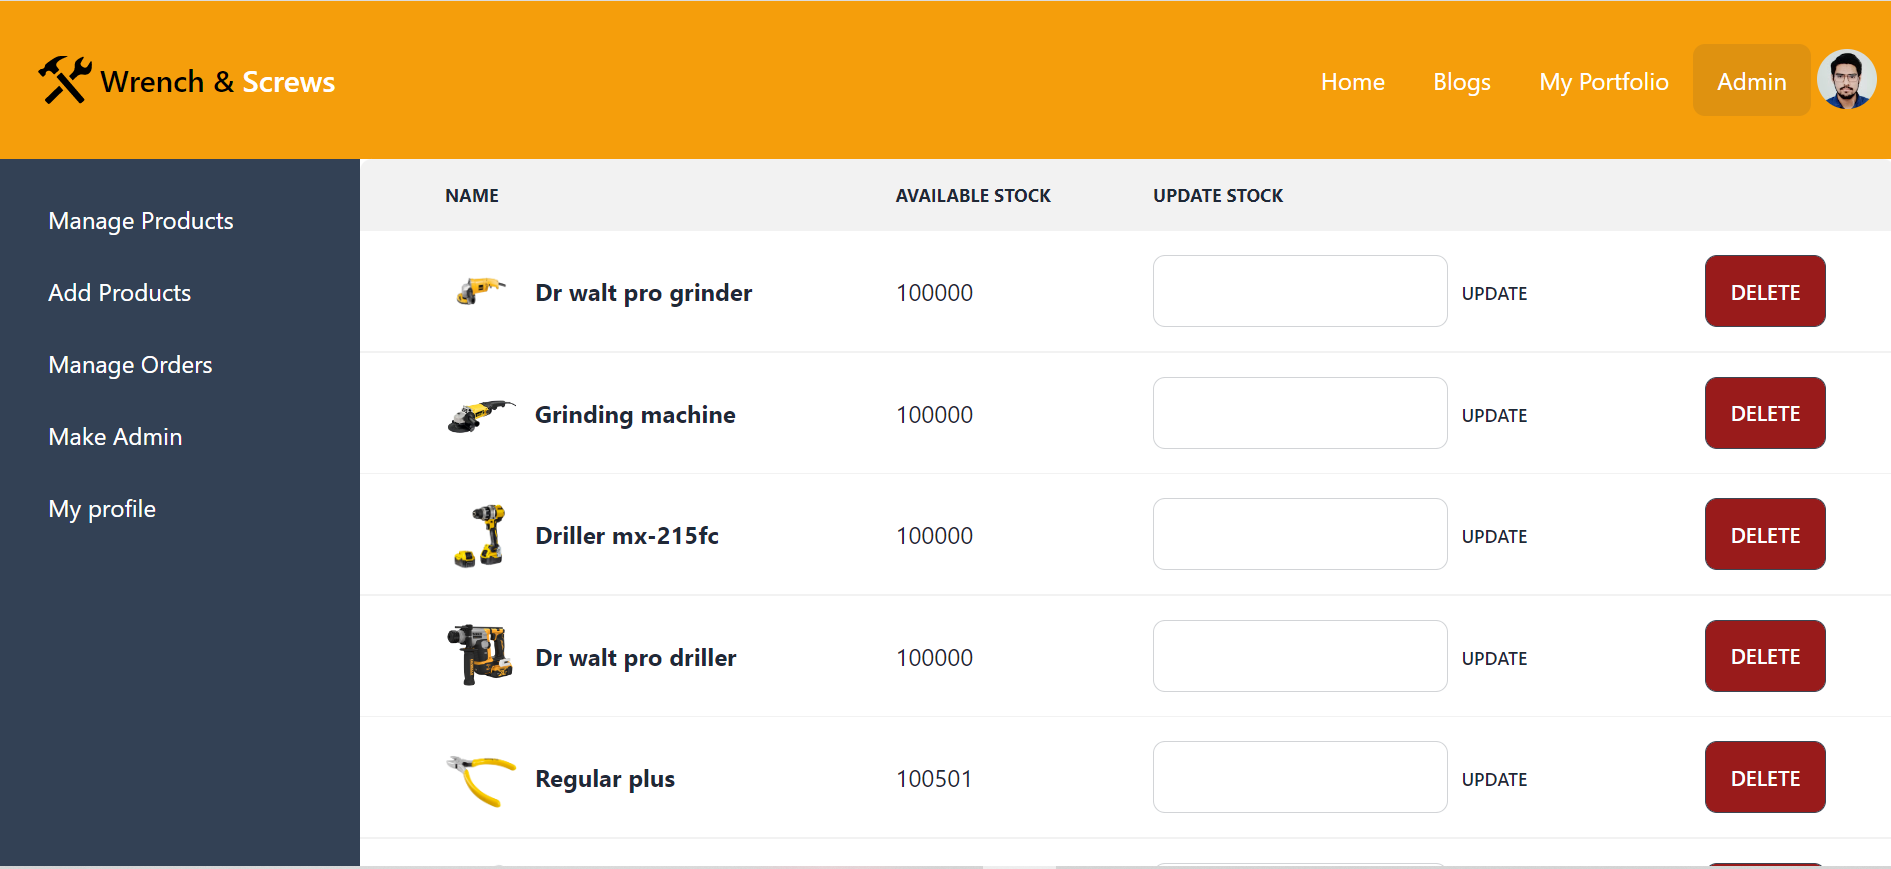 Wrench & Screws
Home Blogs My Portfolio Admin
Manage Products
Add Products
Manage Orders
Make Admin
My profile
NAME AVAILABLE STOCK UPDATE STOCK
Dr walt pro grinder 100000 UPDATE DELETE
Grinding machine 100000 UPDATE DELETE
Driller mx-215fc 100000 UPDATE DELETE
Dr walt pro driller 100000 UPDATE DELETE
Regular plus 100501 UPDATE DELETE